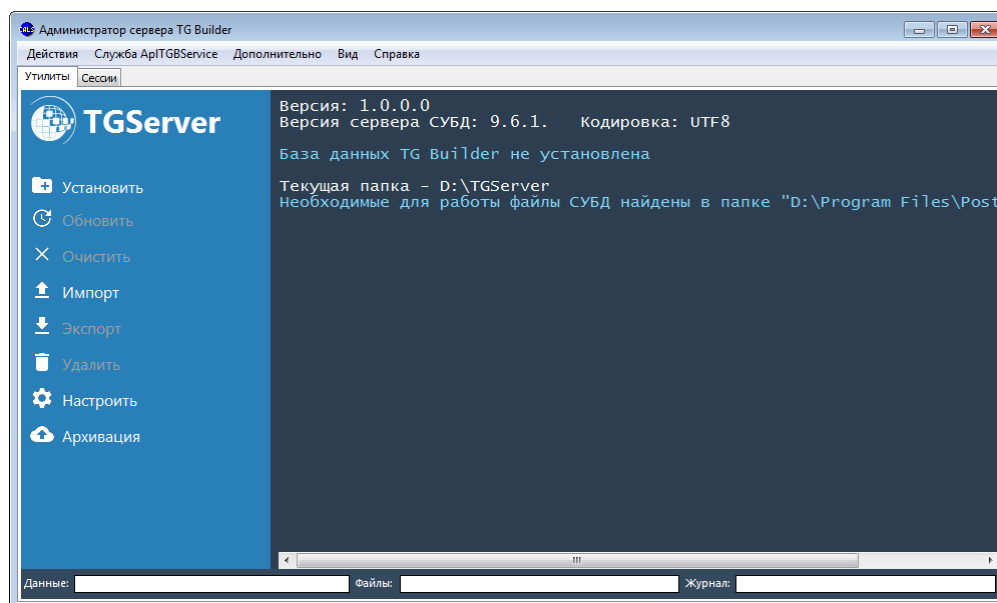 CALS Администратор сервера TG Builder
Действия Служба ApITGBService Дополнительно Вид Справка
Утилиты Сессии
TGServer
Установить
Обновить
Очистить
Импорт
Экспорт
Удалить
Настроить
Архивация
Версия: 1.0.0.0
Версия сервера СУБД: 9.6.1. Кодировка: UTF8
База данных TG Builder не установлена
Текущая папка - D:\TGServer
Необходимые для работы файлы СУБД найдены в папке "D:\Program Files\Post
Данные: Файлы: Журнал: